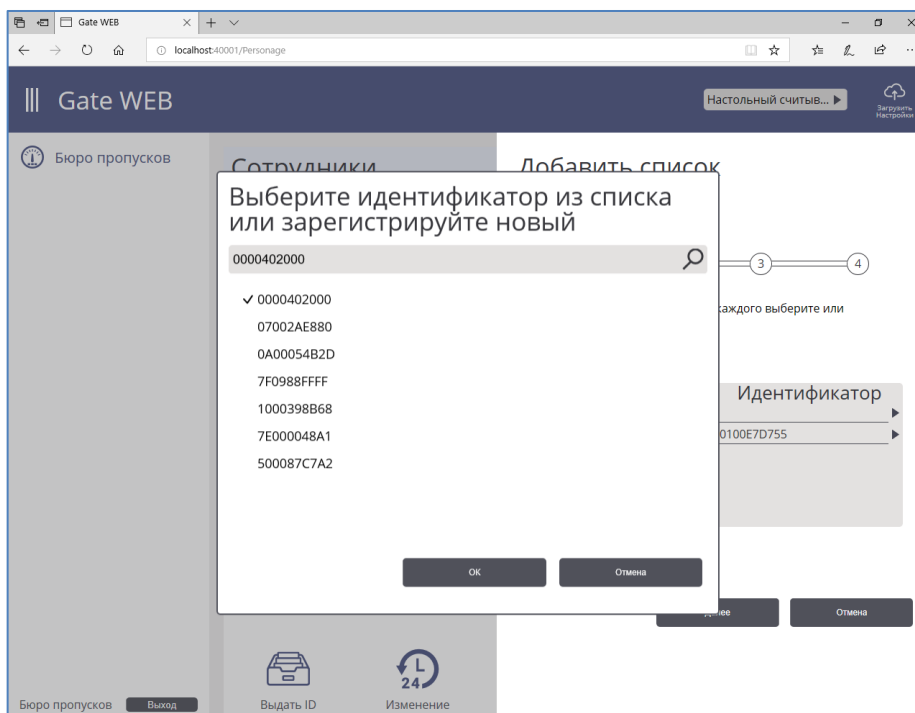 Gate WEB
localhost:40001/Personage
Gate WEB
Настольный считыв...
Загрузить
Настройки
Бюро пропусков
Сотрудники
Добавить список
Выберите идентификатор из списка
или зарегистрируйте новый
0000402000
3
4
0000402000
07002AE880
0A00054B2D
7F0988FFFF
1000398B68
7E000048A1
500087C7A2
каждого выберите или
Идентификатор
0100E7D755
ОК
Отмена
Отмена
L
24
Бюро пропусков
Выход
Выдать ID
Изменение